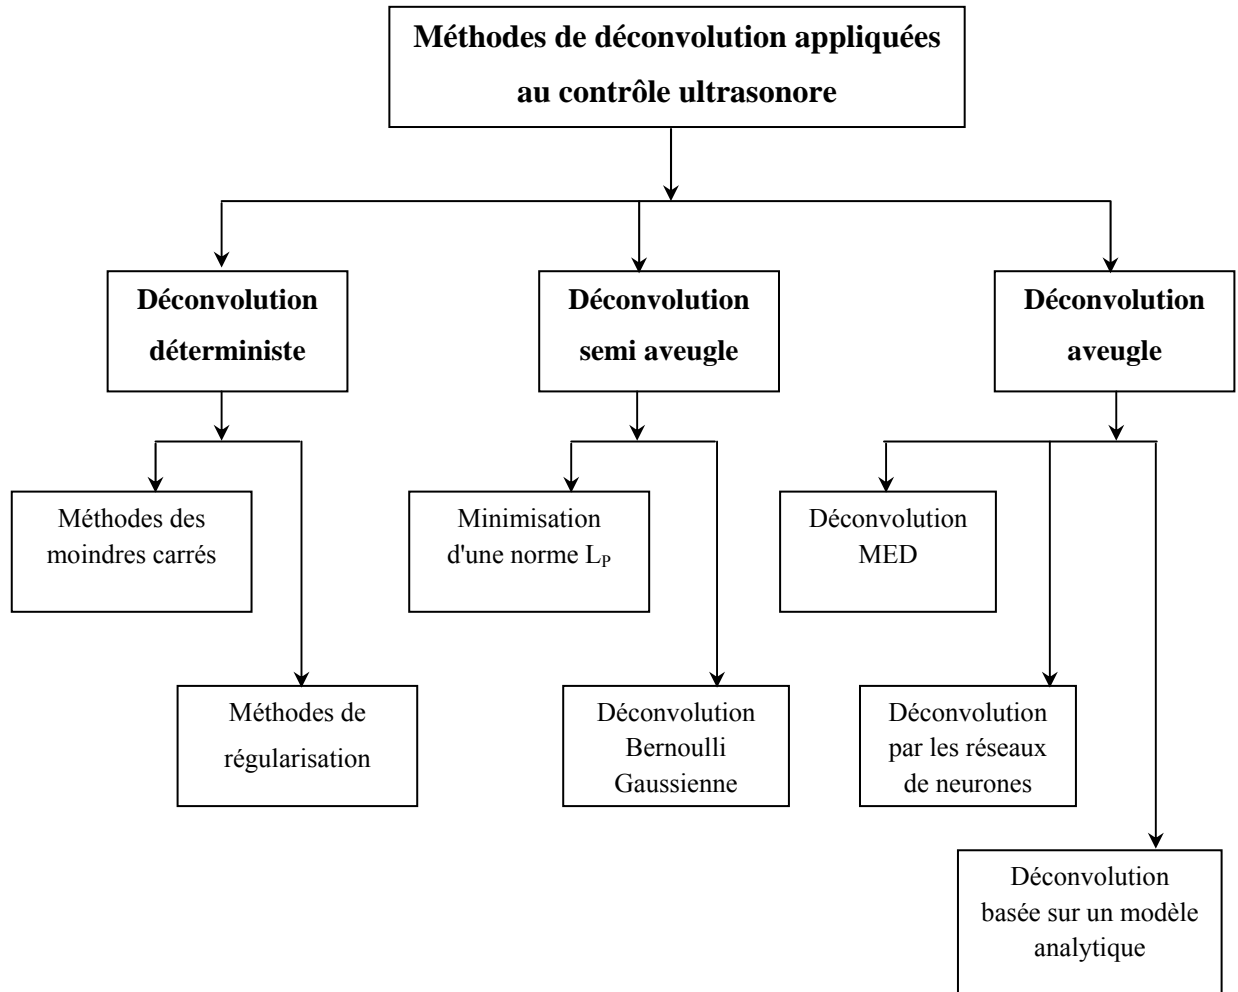 Méthodes de déconvolution appliquées
au contrôle ultrasonore
Déconvolution
déterministe
Déconvolution
semi aveugle
Déconvolution
aveugle
Méthodes des
moindres carrés
Minimisation
d'une norme LP
Déconvolution
MED
Méthodes de
régularisation
Déconvolution
Bernoulli
Gaussienne
Déconvolution
par les réseaux
de neurones
Déconvolution
basée sur un modèle
analytique